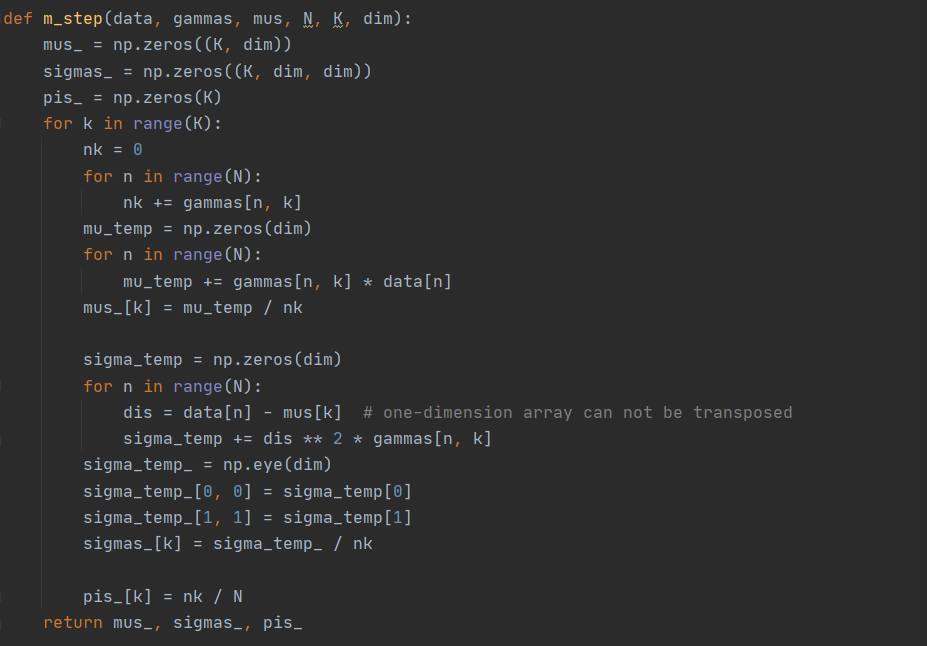 def m_step(data, gammas, mus, N, K, dim):
    mus_ = np.zeros((K, dim))
    sigmas_ = np.zeros((K, dim, dim))
    pis_ = np.zeros(K)
    for k in range(K):
        nk = 0
        for n in range(N):
            nk += gammas[n, k]
        mu_temp = np.zeros(dim)
        for n in range(N):
            mu_temp += gammas[n, k] * data[n]
        mus_[k] = mu_temp / nk

        sigma_temp = np.zeros(dim)
        for n in range(N):
            dis = data[n] - mus[k]  # one-dimension array can not be transposed
            sigma_temp += dis ** 2 * gammas[n, k]
        sigma_temp_ = np.eye(dim)
        sigma_temp_[0, 0] = sigma_temp[0]
        sigma_temp_[1, 1] = sigma_temp[1]
        sigmas_[k] = sigma_temp_ / nk

        pis_[k] = nk / N
    return mus_, sigmas_, pis_